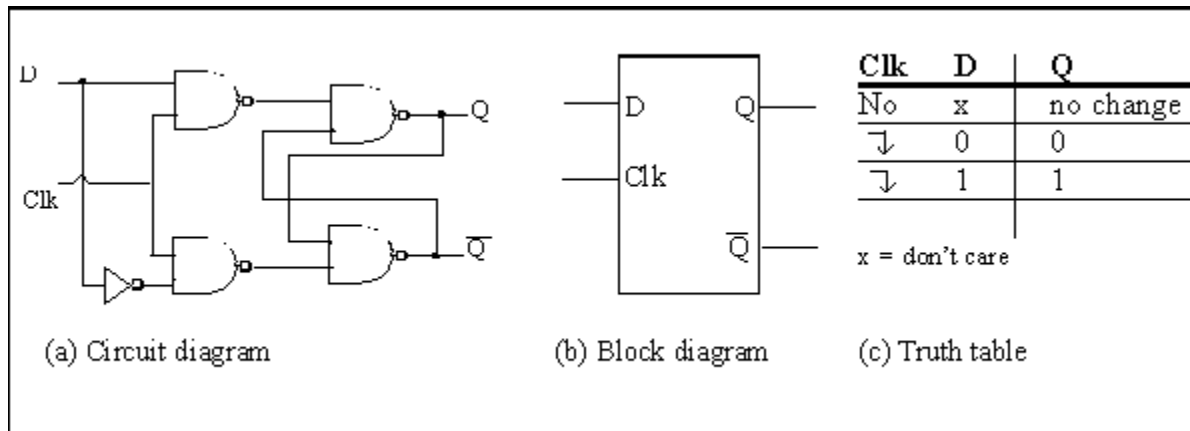 D
Clk
Q
Q̅
(a) Circuit diagram
D
Clk
Q
Q̅
(b) Block diagram
Clk D Q
No x no change
0 0
1 1
x = don't care
(c) Truth table